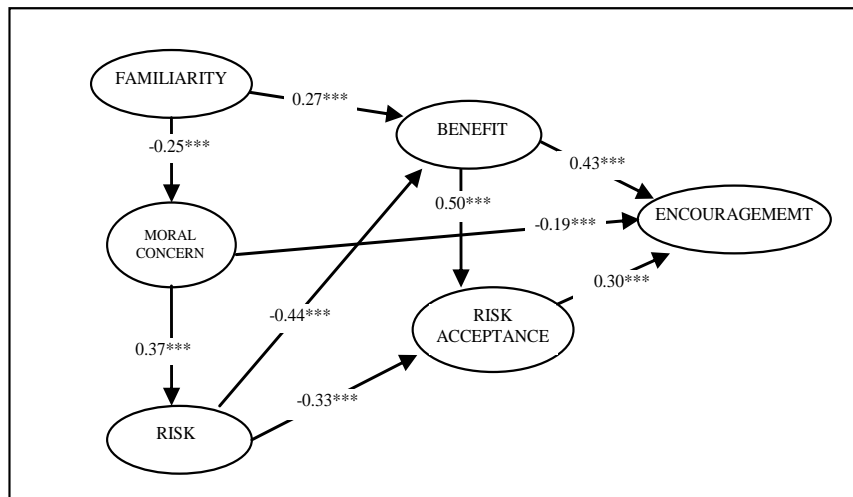 FAMILIARITY
0.27***
BENEFIT
-0.25***
0.43***
0.50***
ENCOURAGEMEMT
MORAL
CONCERN
-0.19***
0.30***
-0.44***
RISK
ACCEPTANCE
0.37***
-0.33***
RISK